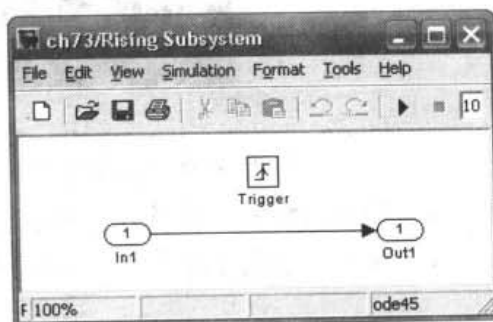 ch73/Rising Subsystem
File Edit View Simulation Format Tools Help
10
Trigger
1
In1
1
Out1
F 100% ode45